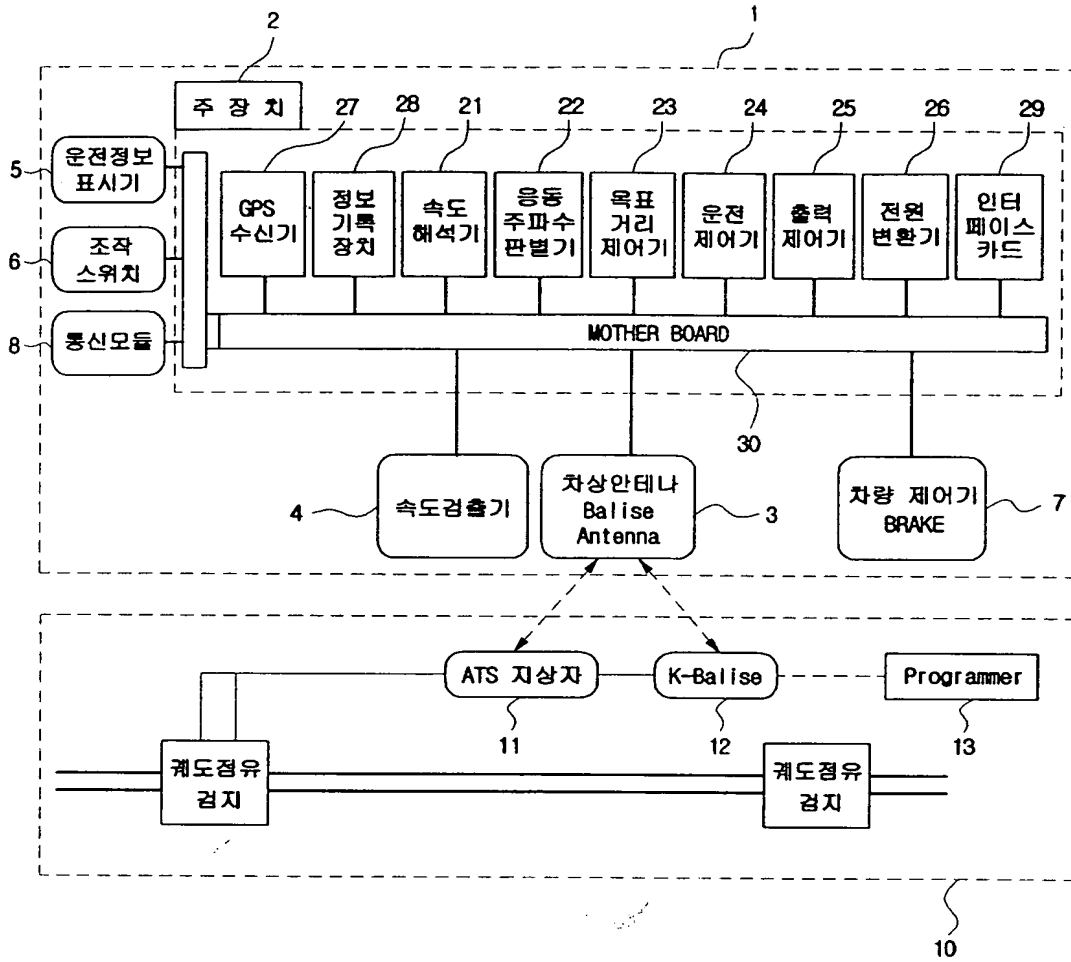 1
2
주 장 치
27
28
21
22
23
24
25
26
29
5
운전정보
표시기
GPS
수신기
정보
기록
장치
속도
해석기
응동
주파수
판별기
목표
거리
제어기
운전
제어기
출력
제어기
전원
변환기
인터
페이스
카드
6
조작
스위치
8
통신모듈
MOTHER BOARD
30
4
속도검출기
차상안테나
Balise
Antenna
3
차량 제어기
BRAKE
7
ATS 지상자
K-Balise
Programmer
11
12
13
궤도점유
검지
궤도점유
검지
10